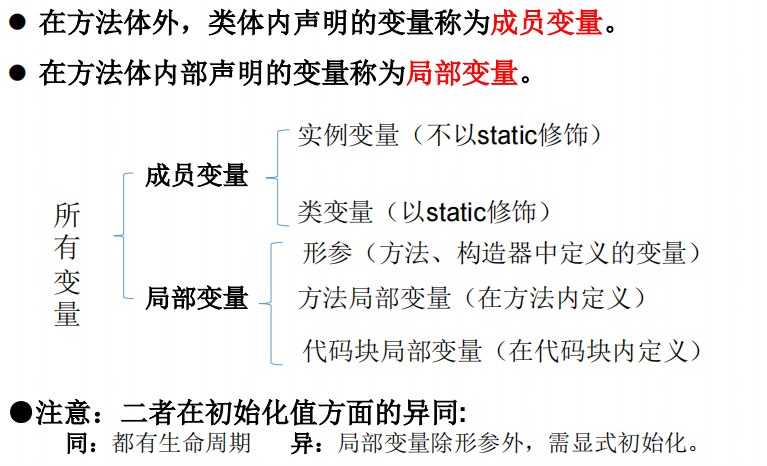 ● 在方法体外，类体内声明的变量称为成员变量。
● 在方法体内部声明的变量称为局部变量。
所有变量
成员变量
实例变量（不以static修饰）
类变量（以static修饰）
局部变量
形参（方法、构造器中定义的变量）
方法局部变量（在方法内定义）
代码块局部变量（在代码块内定义）
●注意：二者在初始化值方面的异同:
同：都有生命周期 异：局部变量除形参外，需显式初始化。